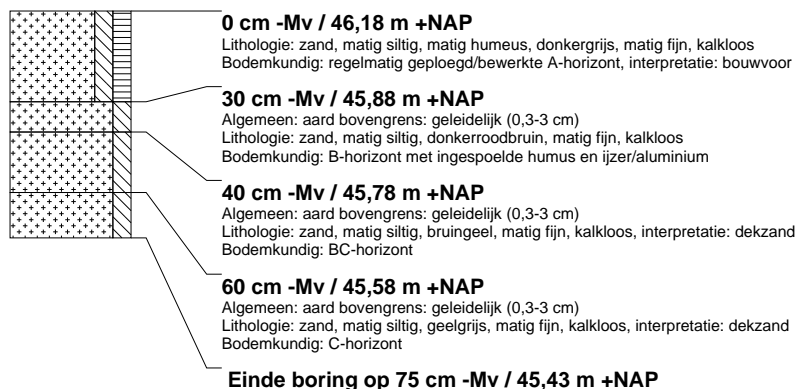 0 cm -Mv / 46,18 m +NAP
Lithologie: zand, matig siltig, matig humeus, donkergrijs, matig fijn, kalkloos
Bodemkundig: regelmatig geploegd/bewerkte A-horizont, interpretatie: bouwvoor
30 cm -Mv / 45,88 m +NAP
Algemeen: aard bovengrens: geleidelijk (0,3-3 cm)
Lithologie: zand, matig siltig, donkerroodbruin, matig fijn, kalkloos
Bodemkundig: B-horizont met ingespoelde humus en ijzer/aluminium
40 cm -Mv / 45,78 m +NAP
Algemeen: aard bovengrens: geleidelijk (0,3-3 cm)
Lithologie: zand, matig siltig, bruingeel, matig fijn, kalkloos, interpretatie: dekzand
Bodemkundig: BC-horizont
60 cm -Mv / 45,58 m +NAP
Algemeen: aard bovengrens: geleidelijk (0,3-3 cm)
Lithologie: zand, matig siltig, geelgrijs, matig fijn, kalkloos, interpretatie: dekzand
Bodemkundig: C-horizont
Einde boring op 75 cm -Mv / 45,43 m +NAP